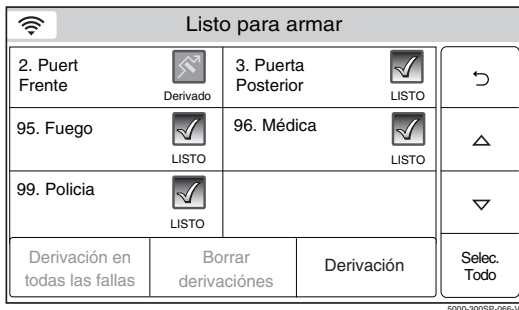 Listo para armar
2. Puert
Frente
Derivado
3. Puerta
Posterior
LISTO
95. Fuego
LISTO
96. Médica
LISTO
99. Policia
LISTO
Derivación en
todas las fallas
Borrar
derivaciónes
Derivación
Selec.
Todo
5000-300SP-066-V